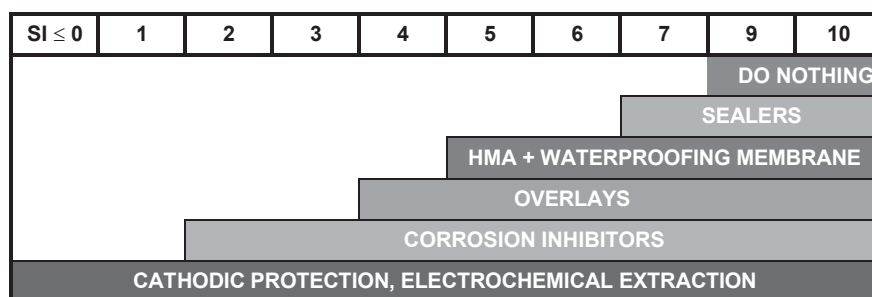 SI ≤ 0 1 2 3 4 5 6 7 9 10
DO NOTHING
SEALERS
HMA + WATERPROOFING MEMBRANE
OVERLAYS
CORROSION INHIBITORS
CATHODIC PROTECTION, ELECTROCHEMICAL EXTRACTION